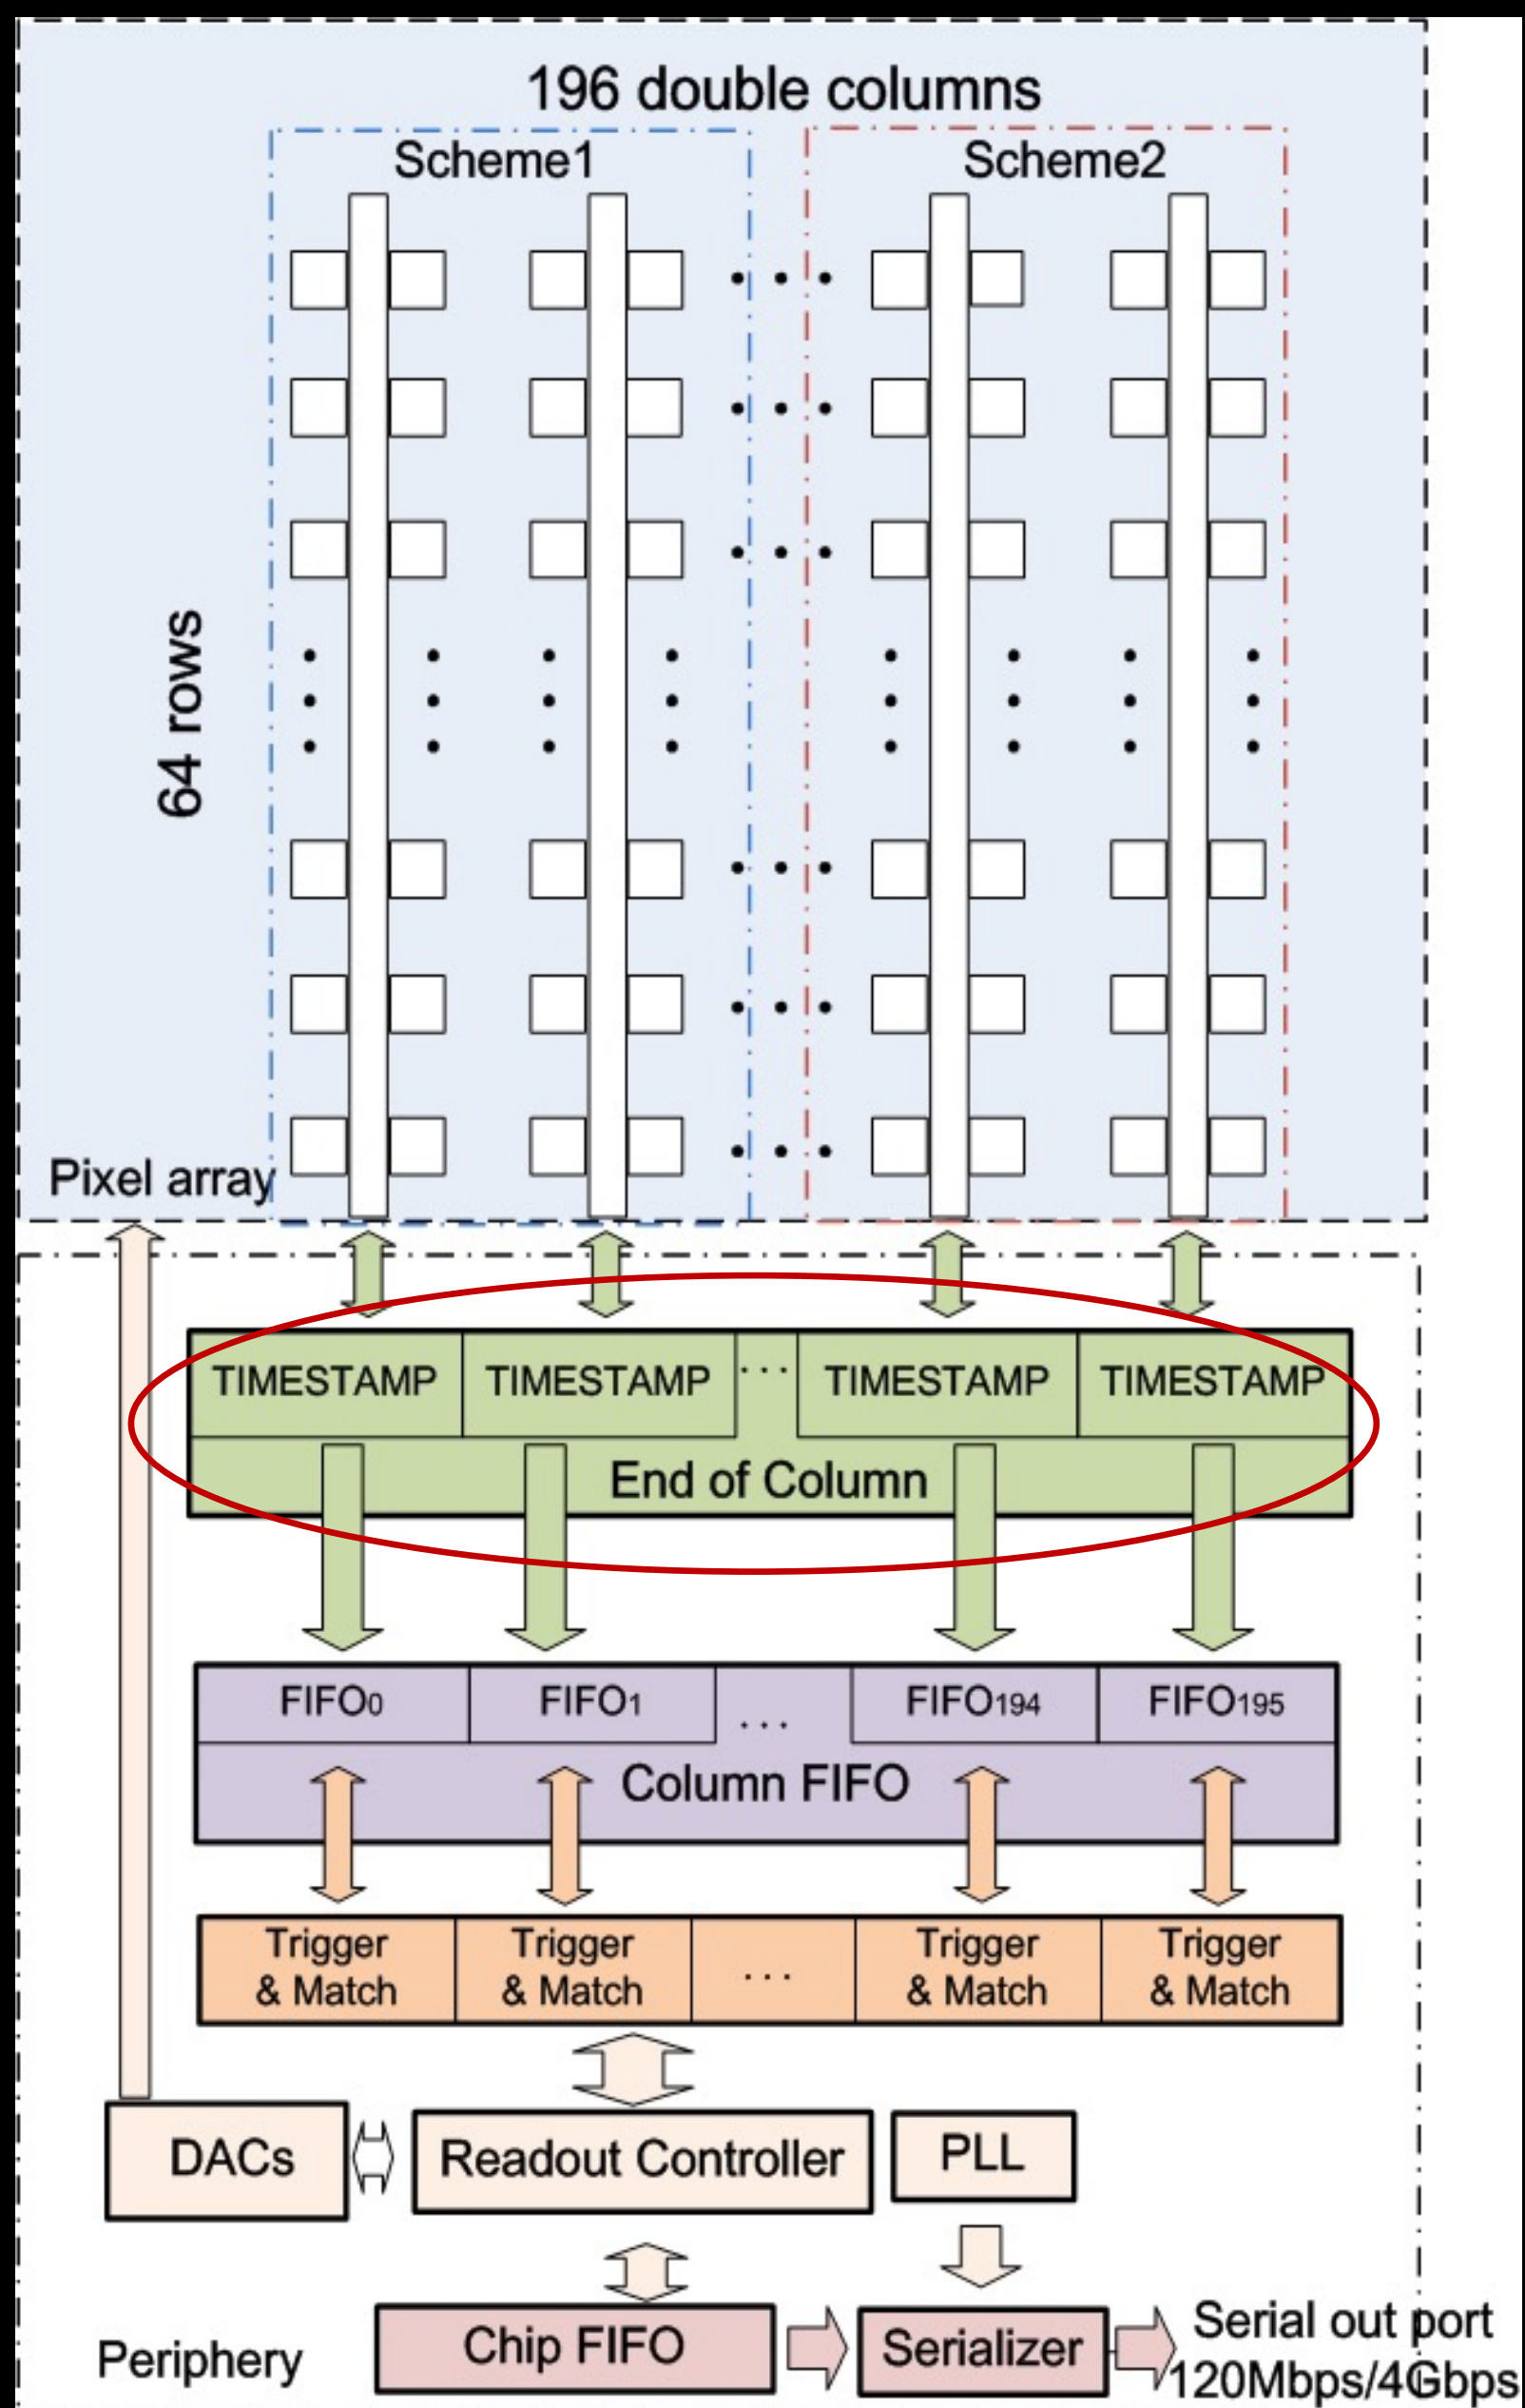 196 double columns
Scheme1
Scheme2
64 rows
Pixel array
TIMESTAMP TIMESTAMP ... TIMESTAMP TIMESTAMP
End of Column
FIFO0 FIFO1 ... FIFO194 FIFO195
Column FIFO
Trigger & Match
Trigger & Match
...
Trigger & Match
Trigger & Match
DACs
Readout Controller
PLL
Chip FIFO
Serializer
Serial out port
120Mbps/4Gbps
Periphery